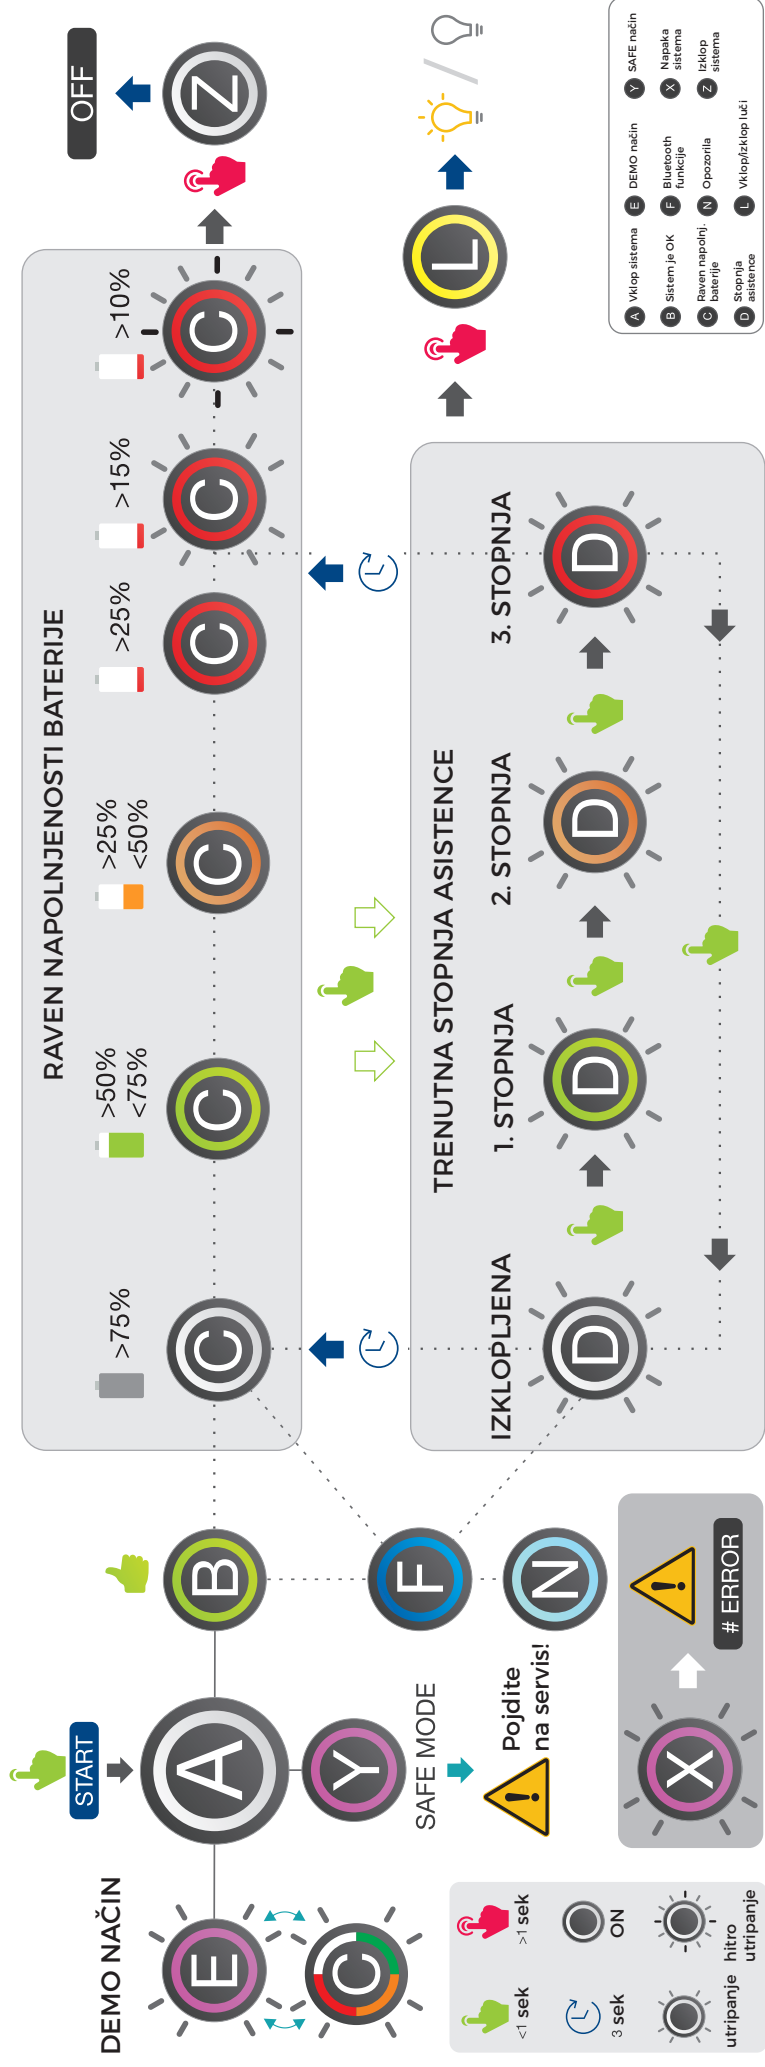 DEMO NAČIN
E
C
START
A
Y
SAFE MODE
Pojdite
na servis!
B
F
N
X
# ERROR
RAVEN NAPOLNJENOSTI BATERIJE
>75%
C
>50%
<75%
C
>25%
<50%
C
>25%
C
>15%
C
>10%
C
OFF
Z
TRENUTNA STOPNJA ASISTENCE
IZKLOPLJENA
D
1. STOPNJA
D
2. STOPNJA
D
3. STOPNJA
D
L
<1 sek
>1 sek
3 sek
ON
utripanje
hitro
utripanje
A Vklop sistema
B Sistem je OK
C Raven napolnj.
baterije
D Stopnja
asistence
E DEMO način
F Bluetooth
funkcije
N Opozorila
L Vklop/izklop luči
Y SAFE način
X Napaka
sistema
Z Izklop
sistema